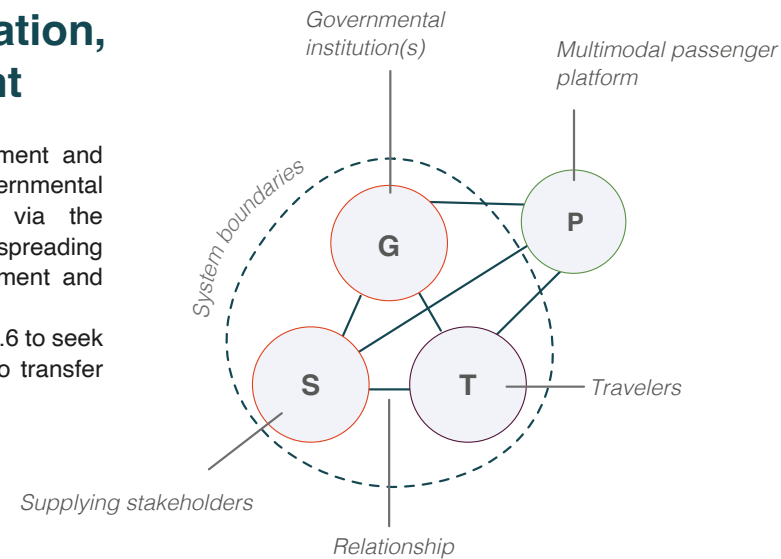 ation,
nt
ment and
ernmental
via the
spreading
ment and
.6 to seek
o transfer
Governmental
institution(s)
Multimodal passenger
platform
System boundaries
G
P
S
T
Travelers
Supplying stakeholders
Relationship